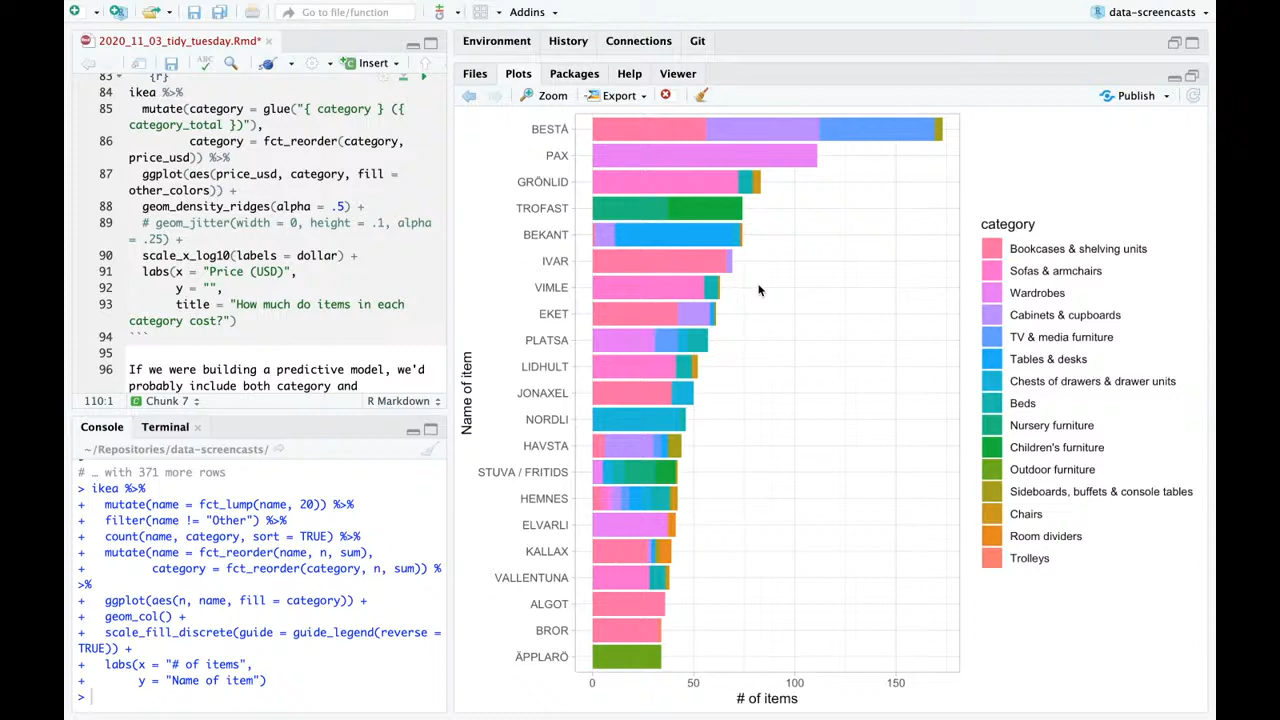 Go to file/function
Addins
data-screencasts
2020_11_03_tidy_tuesday.Rmd*
Insert
83 {r}
84 ikea %>%
85 mutate(category = glue("{ category } ({
category_total })"),
86 category = fct_reorder(category,
price_usd)) %>%
87 ggplot(aes(price_usd, category, fill =
other_colors)) +
88 geom_density_ridges(alpha = .5) +
89 # geom_jitter(width = 0, height = .1, alpha
= .25) +
90 scale_x_log10(labels = dollar) +
91 labs(x = "Price (USD)",
92 y = "",
93 title = "How much do items in each
category cost?")
94 ```
95
96 If we were building a predictive model, we'd
probably include both category and
110:1 Chunk 7 R Markdown
Console Terminal
~/Repositories/data-screencasts/
# … with 371 more rows
> ikea %>%
+ mutate(name = fct_lump(name, 20)) %>%
+ filter(name != "Other") %>%
+ count(name, category, sort = TRUE) %>%
+ mutate(name = fct_reorder(name, n, sum),
+ category = fct_reorder(category, n, sum)) %
>%
+ ggplot(aes(n, name, fill = category)) +
+ geom_col() +
+ scale_fill_discrete(guide = guide_legend(reverse =
TRUE)) +
+ labs(x = "# of items",
+ y = "Name of item")
>
Environment History Connections Git
Files Plots Packages Help Viewer
Zoom Export Publish
Name of item
BESTÅ
PAX
GRÖNLID
TROFAST
BEKANT
IVAR
VIMLE
EKET
PLATSA
LIDHULT
JONAXEL
NORDLI
HAVSTA
STUVA / FRITIDS
HEMNES
ELVARLI
KALLAX
VALLENTUNA
ALGOT
BROR
ÄPPLARÖ
0 50 100 150
# of items
category
Bookcases & shelving units
Sofas & armchairs
Wardrobes
Cabinets & cupboards
TV & media furniture
Tables & desks
Chests of drawers & drawer units
Beds
Nursery furniture
Children's furniture
Outdoor furniture
Sideboards, buffets & console tables
Chairs
Room dividers
Trolleys